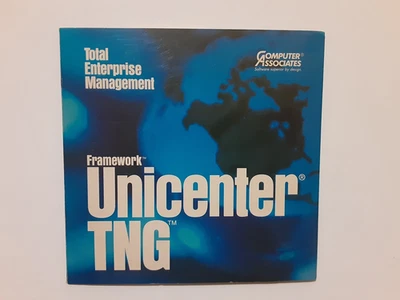 Total
Enterprise
Management
COMPUTER®
ASSOCIATES
Software superior by design.
Framework™
Unicenter®
TNG™